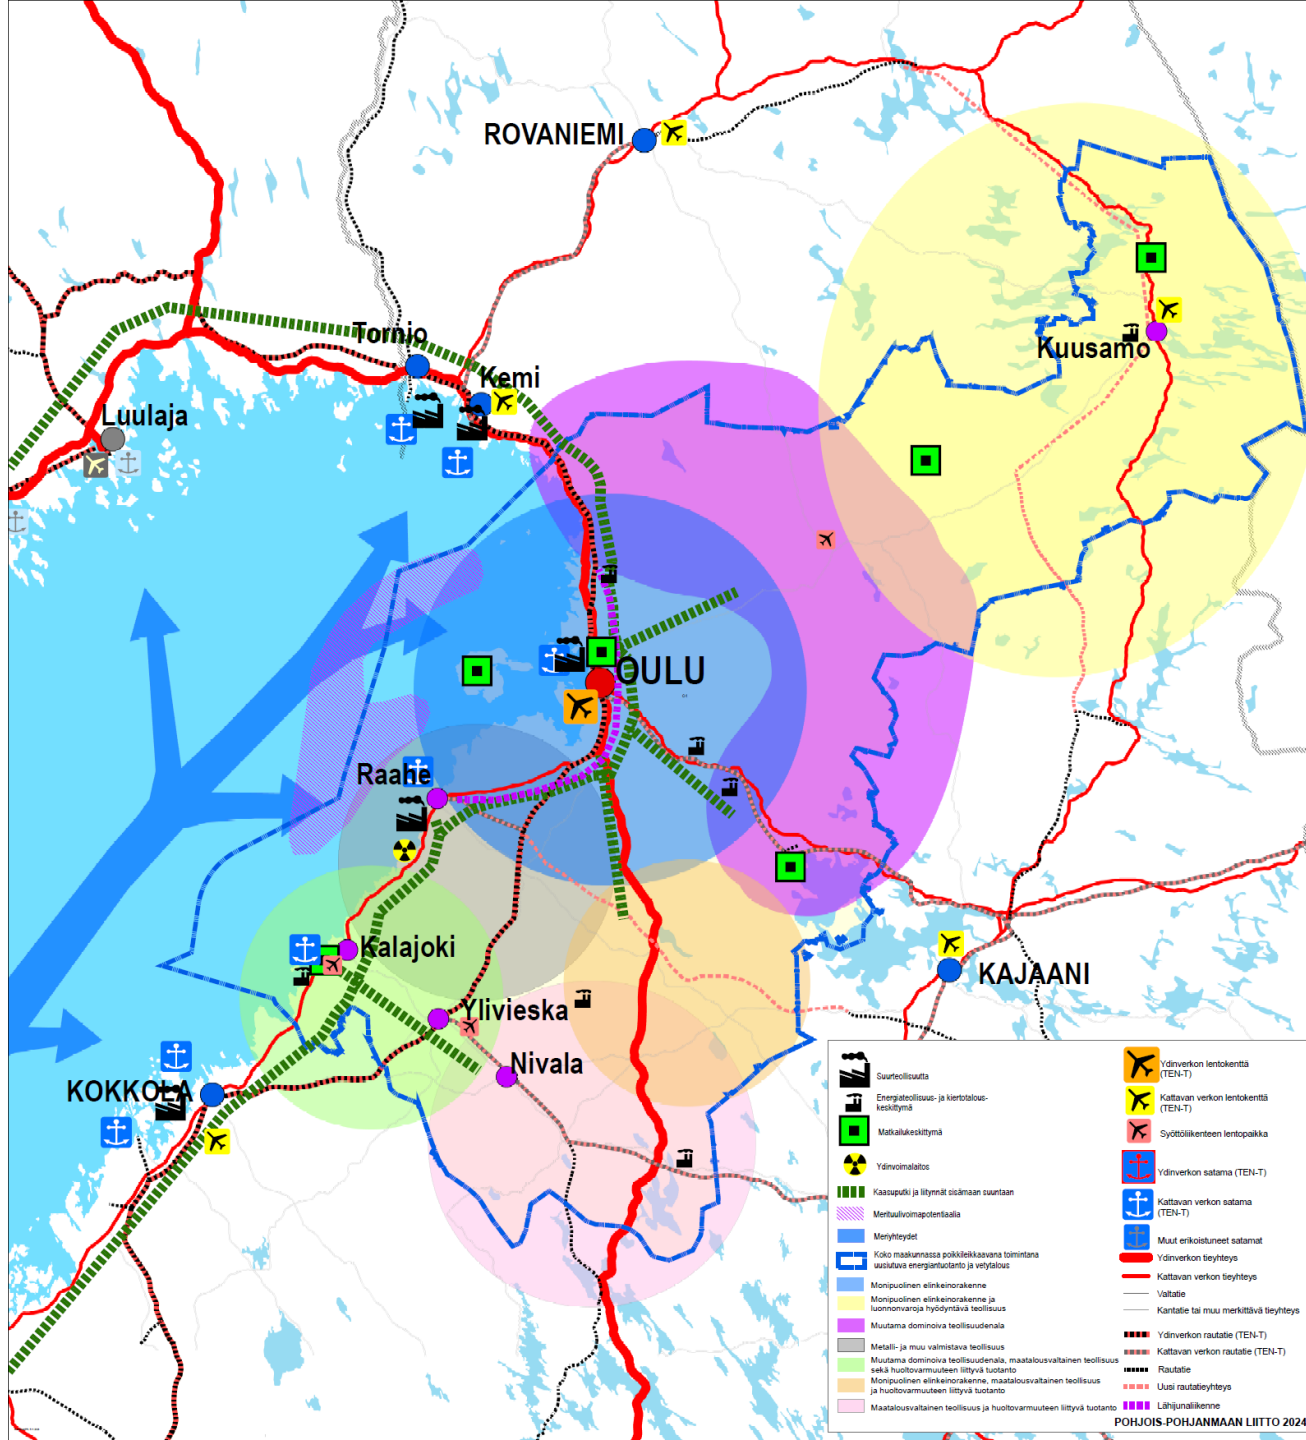 ROVANIEMI
Tornio
Kemi
Kuusamo
Luulaja
OULU
Raahe
Kalajoki
KAJAANI
Ylivieska
Nivala
KOKKOLA
Suurteollisuutta
Energiateollisuus- ja kiertotalous-
keskittymä
Matkailukeskittymä
Ydinvoimalaitos
Kaasuputki ja liitynnät sisämaan suuntaan
Merituulivoimapotentiaalia
Meriyhteydet
Koko maakunnassa poikkileikkaavana toimintana
uusiutuva energiantuotanto ja vetytalous
Monipuolinen elinkeinorakenne
Monipuolinen elinkeinorakenne ja
luonnonvaroja hyödyntävä teollisuus
Muutama dominoiva teollisuudenala
Metalli- ja muu valmistava teollisuus
Muutama dominoiva teollisuudenala, maatalousvaltainen teollisuus
sekä huoltovarmuuteen liittyvä tuotanto
Monipuolinen elinkeinorakenne, maatalousvaltainen teollisuus
ja huoltovarmuuteen liittyvä tuotanto
Maatalousvaltainen teollisuus ja huoltovarmuuteen liittyvä tuotanto
Ydinverkon lentokenttä
(TEN-T)
Kattavan verkon lentokenttä
(TEN-T)
Syöttöliikenteen lentopaikka
Ydinverkon satama (TEN-T)
Kattavan verkon satama
(TEN-T)
Muut erikoistuneet satamat
Ydinverkon tieyhteys
Kattavan verkon tieyhteys
Valtatie
Kantatie tai muu merkittävä tieyhteys
Ydinverkon rautatie (TEN-T)
Kattavan verkon rautatie (TEN-T)
Rautatie
Uusi rautatieyhteys
Lähijunaliikenne
POHJOIS-POHJANMAAN LIITTO 2024